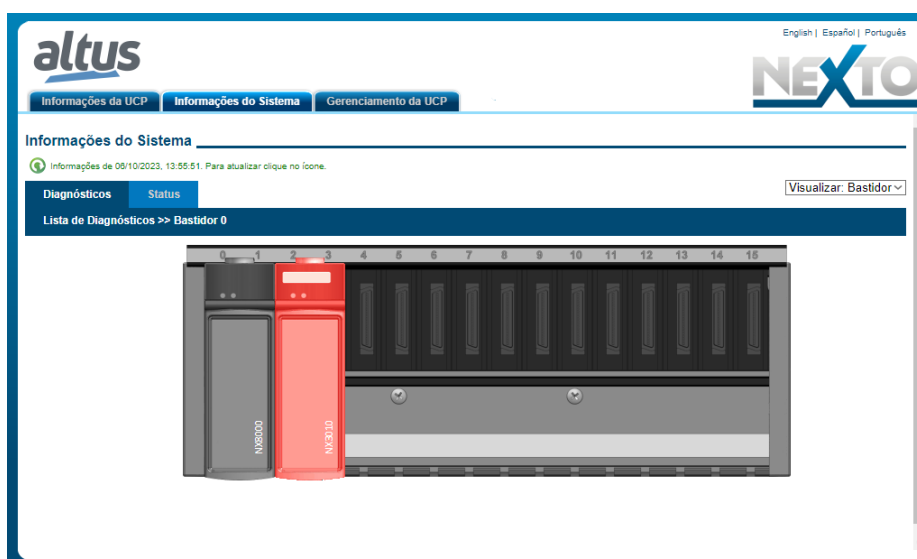 English | Español | Português
altus
NEXTO
Informações da UCP
Informações do Sistema
Gerenciamento da UCP
Informações do Sistema
Informações de 06/10/2023, 13:55:51. Para atualizar clique no ícone.
Diagnósticos
Status
Visualizar: Bastidor
Lista de Diagnósticos >> Bastidor 0
0 1 2 3 4 5 6 7 8 9 10 11 12 13 14 15
NX8000
NX3010